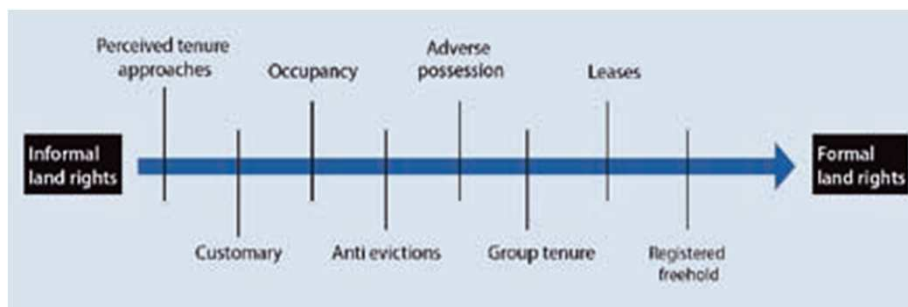 Perceived tenure
approaches
Occupancy
Adverse
possession
Leases
Informal
land rights
Formal
land rights
Customary
Anti evictions
Group tenure
Registered
freehold